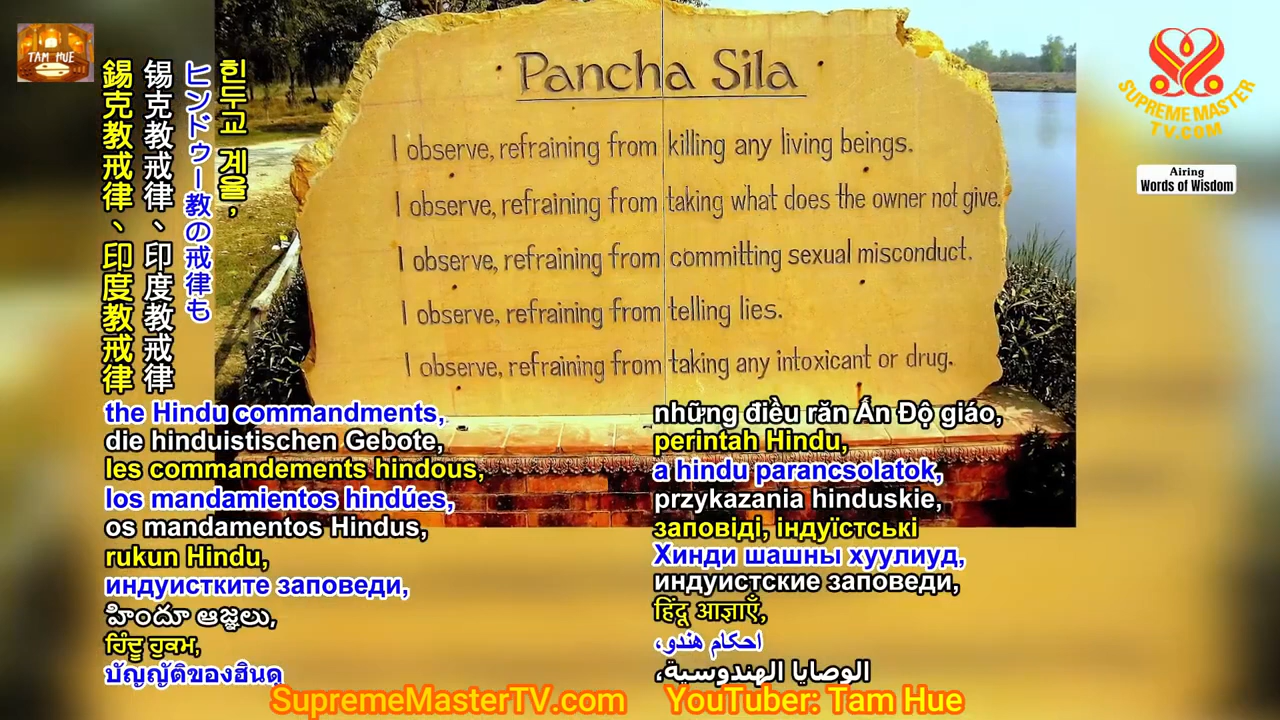 TAM HUE
SUPREME MASTER
TV.COM
Airing
Words of Wisdom
Pancha Sila
I observe, refraining from killing any living beings.
I observe, refraining from taking what does the owner not give.
I observe, refraining from committing sexual misconduct.
I observe, refraining from telling lies.
I observe, refraining from taking any intoxicant or drug.
힌두교 계율,
ヒンドゥー教の戒律も
锡克教戒律、印度教戒律
錫克教戒律、印度教戒律
the Hindu commandments,
die hinduistischen Gebote,
les commandements hindous,
los mandamientos hindúes,
os mandamentos Hindus,
rukun Hindu,
индуистките заповеди,
హిందూ ఆజ్ఞలు,
ਹਿੰਦੂ ਹੁਕਮ,
บัญญัติของฮินดู
những điều răn Ấn Độ giáo,
perintah Hindu,
a hindu parancsolatok,
przykazania hinduskie,
заповіді, індуїстські
Хинди шашны хуулиуд,
индуистские заповеди,
हिंदू आज्ञाएँ,
احکام هندو،
الوصايا الهندوسية،
SupremeMasterTV.com
YouTuber: Tam Hue